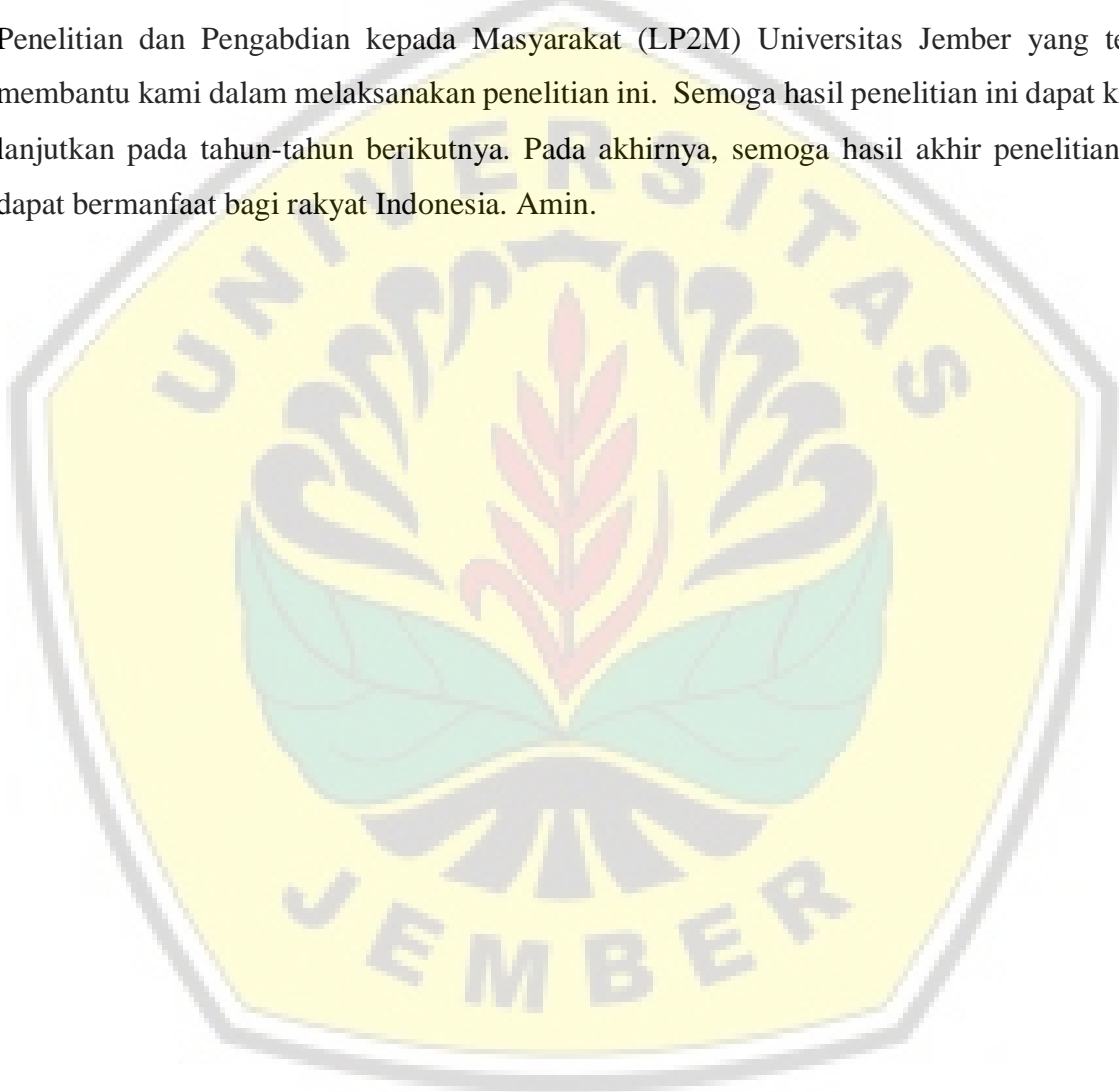 Penelitian dan Pengabdian kepada Masyarakat (LP2M) Universitas Jember yang te
membantu kami dalam melaksanakan penelitian ini. Semoga hasil penelitian ini dapat k
lanjutkan pada tahun-tahun berikutnya. Pada akhirnya, semoga hasil akhir penelitian
dapat bermanfaat bagi rakyat Indonesia. Amin.
UNIVERSITAS
JEMBER